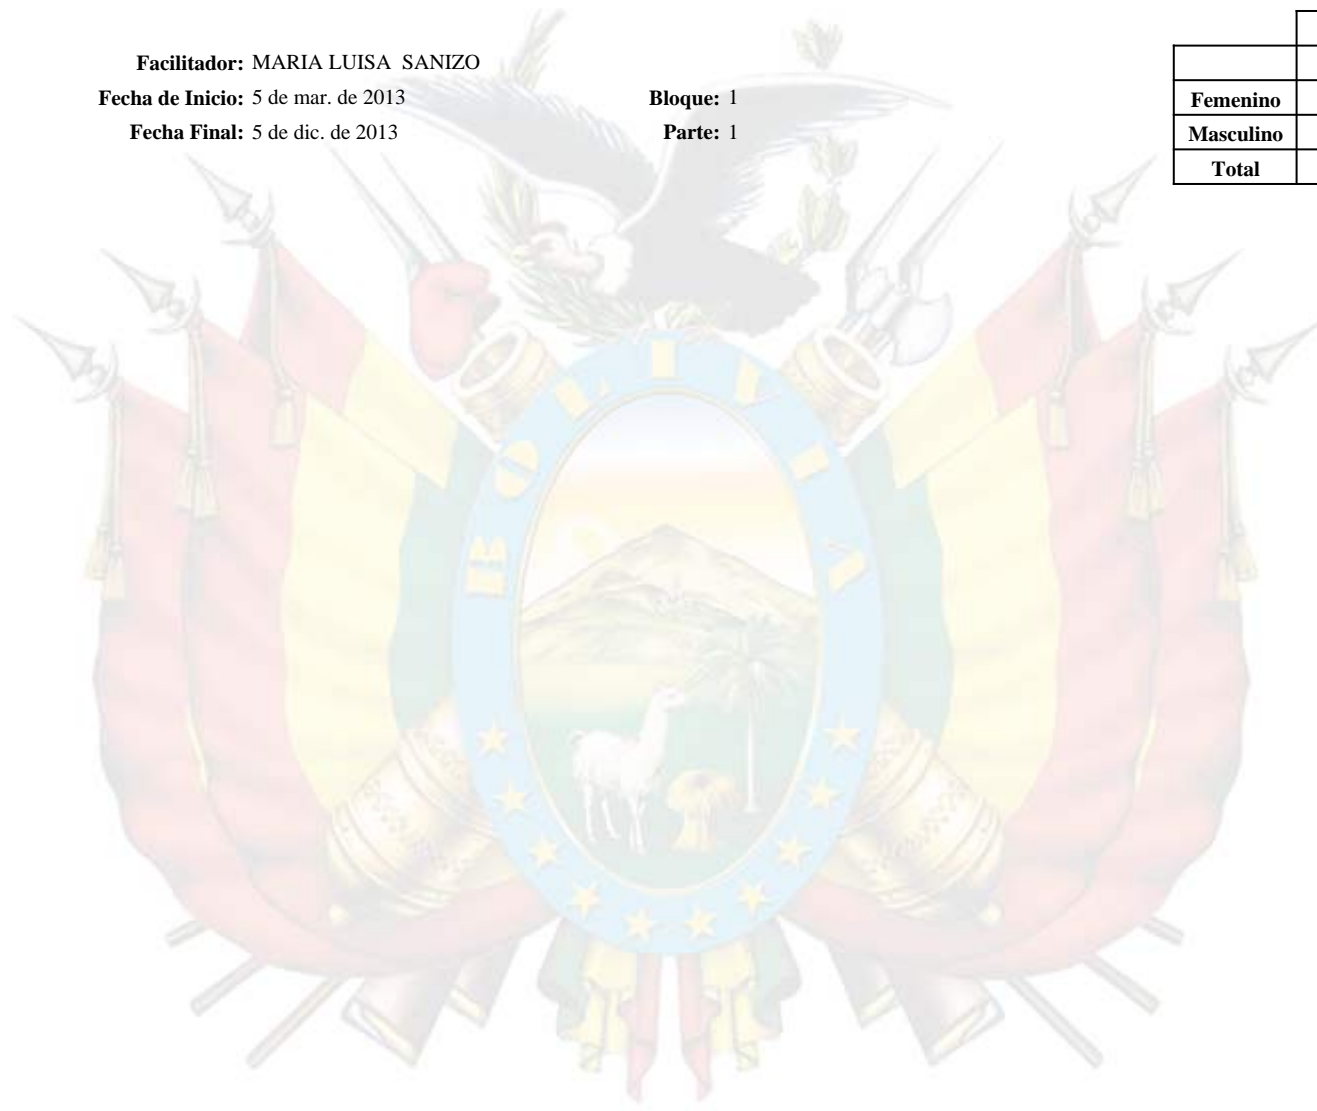 Facilitador: MARIA LUISA SANIZO
Fecha de Inicio: 5 de mar. de 2013
Bloque: 1
Fecha Final: 5 de dic. de 2013
Parte: 1
Femenino
Masculino
Total
BOLIVIA